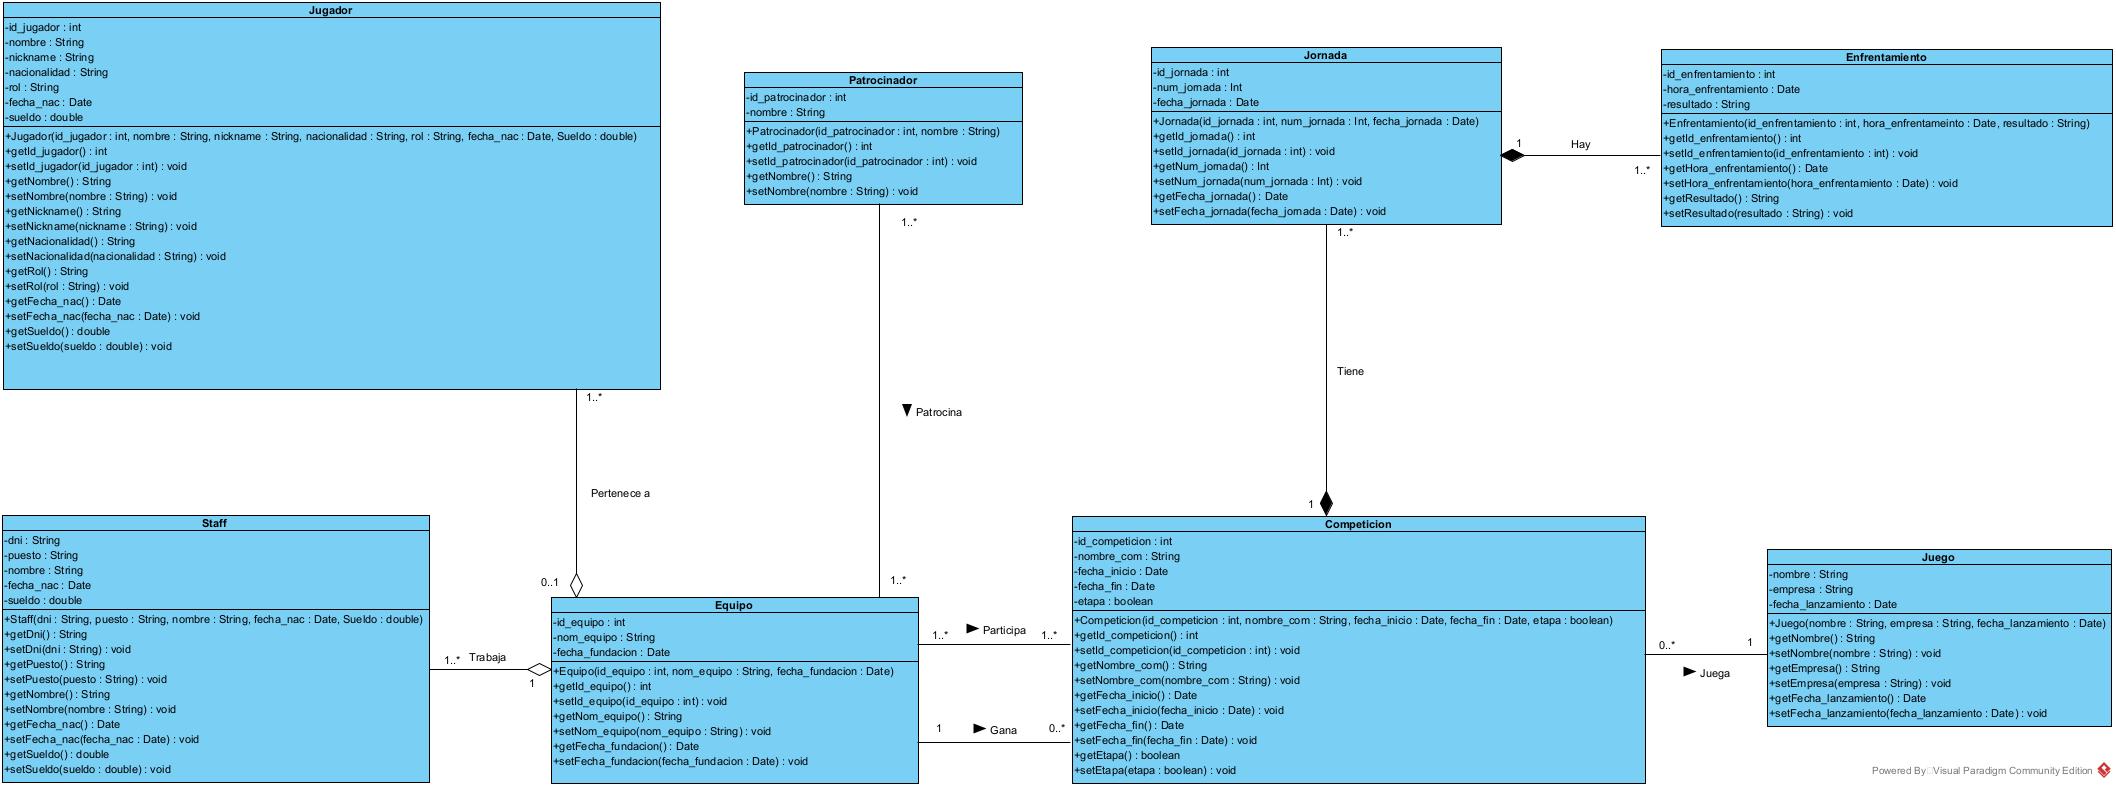 Jugador
-id_jugador : int
-nombre : String
-nickname : String
-nacionalidad : String
-rol : String
-fecha_nac : Date
-sueldo : double
+Jugador(id_jugador : int, nombre : String, nickname : String, nacionalidad : String, rol : String, fecha_nac : Date, Sueldo : double)
+getId_jugador() : int
+setId_jugador(id_jugador : int) : void
+getNombre() : String
+setNombre(nombre : String) : void
+getNickname() : String
+setNickname(nickname : String) : void
+getNacionalidad() : String
+setNacionalidad(nacionalidad : String) : void
+getRol() : String
+setRol(rol : String) : void
+getFecha_nac() : Date
+setFecha_nac(fecha_nac : Date) : void
+getSueldo() : double
+setSueldo(sueldo : double) : void
Patrocinador
-id_patrocinador : int
-nombre : String
+Patrocinador(id_patrocinador : int, nombre : String)
+getId_patrocinador() : int
+setId_patrocinador(id_patrocinador : int) : void
+getNombre() : String
+setNombre(nombre : String) : void
Jornada
-id_jornada : int
-num_jornada : Int
-fecha_jornada : Date
+Jornada(id_jornada : int, num_jornada : Int, fecha_jornada : Date)
+getId_jornada() : int
+setId_jornada(id_jornada : int) : void
+getNum_jornada() : Int
+setNum_jornada(num_jornada : Int) : void
+getFecha_jornada() : Date
+setFecha_jornada(fecha_jornada : Date) : void
1
Hay
1..*
Enfrentamiento
-id_enfrentamiento : int
-hora_enfrentamiento : Date
-resultado : String
+Enfrentamiento(id_enfrentamiento : int, hora_enfrentameinto : Date, resultado : String)
+getId_enfrentamiento() : int
+setId_enfrentamiento(id_enfrentamiento : int) : void
+getHora_enfrentamiento() : Date
+setHora_enfrentamiento(hora_enfrentamiento : Date) : void
+getResultado() : String
+setResultado(resultado : String) : void
1..*
Pertenece a
0..1
1..*
Patrocina
1..*
1..*
Tiene
1
Staff
-dni : String
-puesto : String
-nombre : String
-fecha_nac : Date
-sueldo : double
+Staff(dni : String, puesto : String, nombre : String, fecha_nac : Date, Sueldo : double)
+getDni() : String
+setDni(dni : String) : void
+getPuesto() : String
+setPuesto(puesto : String) : void
+getNombre() : String
+setNombre(nombre : String) : void
+getFecha_nac() : Date
+setFecha_nac(fecha_nac : Date) : void
+getSueldo() : double
+setSueldo(sueldo : double) : void
1..*
Trabaja
1
Equipo
-id_equipo : int
-nom_equipo : String
-fecha_fundacion : Date
+Equipo(id_equipo : int, nom_equipo : String, fecha_fundacion : Date)
+getId_equipo() : int
+setId_equipo(id_equipo : int) : void
+getNom_equipo() : String
+setNom_equipo(nom_equipo : String) : void
+getFecha_fundacion() : Date
+setFecha_fundacion(fecha_fundacion : Date) : void
1..*
Participa
1..*
1
Gana
0..*
Competicion
-id_competicion : int
-nombre_com : String
-fecha_inicio : Date
-fecha_fin : Date
-etapa : boolean
+Competicion(id_competicion : int, nombre_com : String, fecha_inicio : Date, fecha_fin : Date, etapa : boolean)
+getId_competicion() : int
+setId_competicion(id_competicion : int) : void
+getNombre_com() : String
+setNombre_com(nombre_com : String) : void
+getFecha_inicio() : Date
+setFecha_inicio(fecha_inicio : Date) : void
+getFecha_fin() : Date
+setFecha_fin(fecha_fin : Date) : void
+getEtapa() : boolean
+setEtapa(etapa : boolean) : void
0..*
1
Juega
Juego
-nombre : String
-empresa : String
-fecha_lanzamiento : Date
+Juego(nombre : String, empresa : String, fecha_lanzamiento : Date)
+getNombre() : String
+setNombre(nombre : String) : void
+getEmpresa() : String
+setEmpresa(empresa : String) : void
+getFecha_lanzamiento() : Date
+setFecha_lanzamiento(fecha_lanzamiento : Date) : void
Powered By Visual Paradigm Community Edition